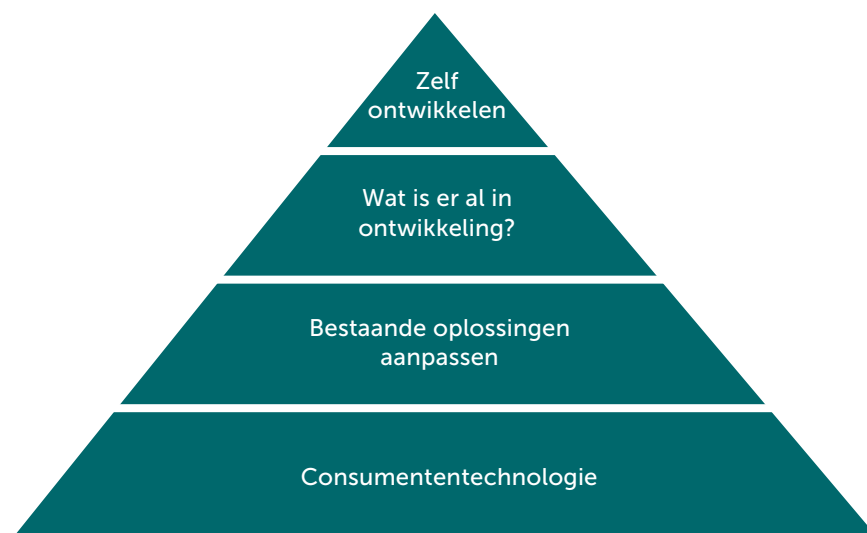 Zelf
ontwikkelen
Wat is er al in
ontwikkeling?
Bestaande oplossingen
aanpassen
Consumententechnologie